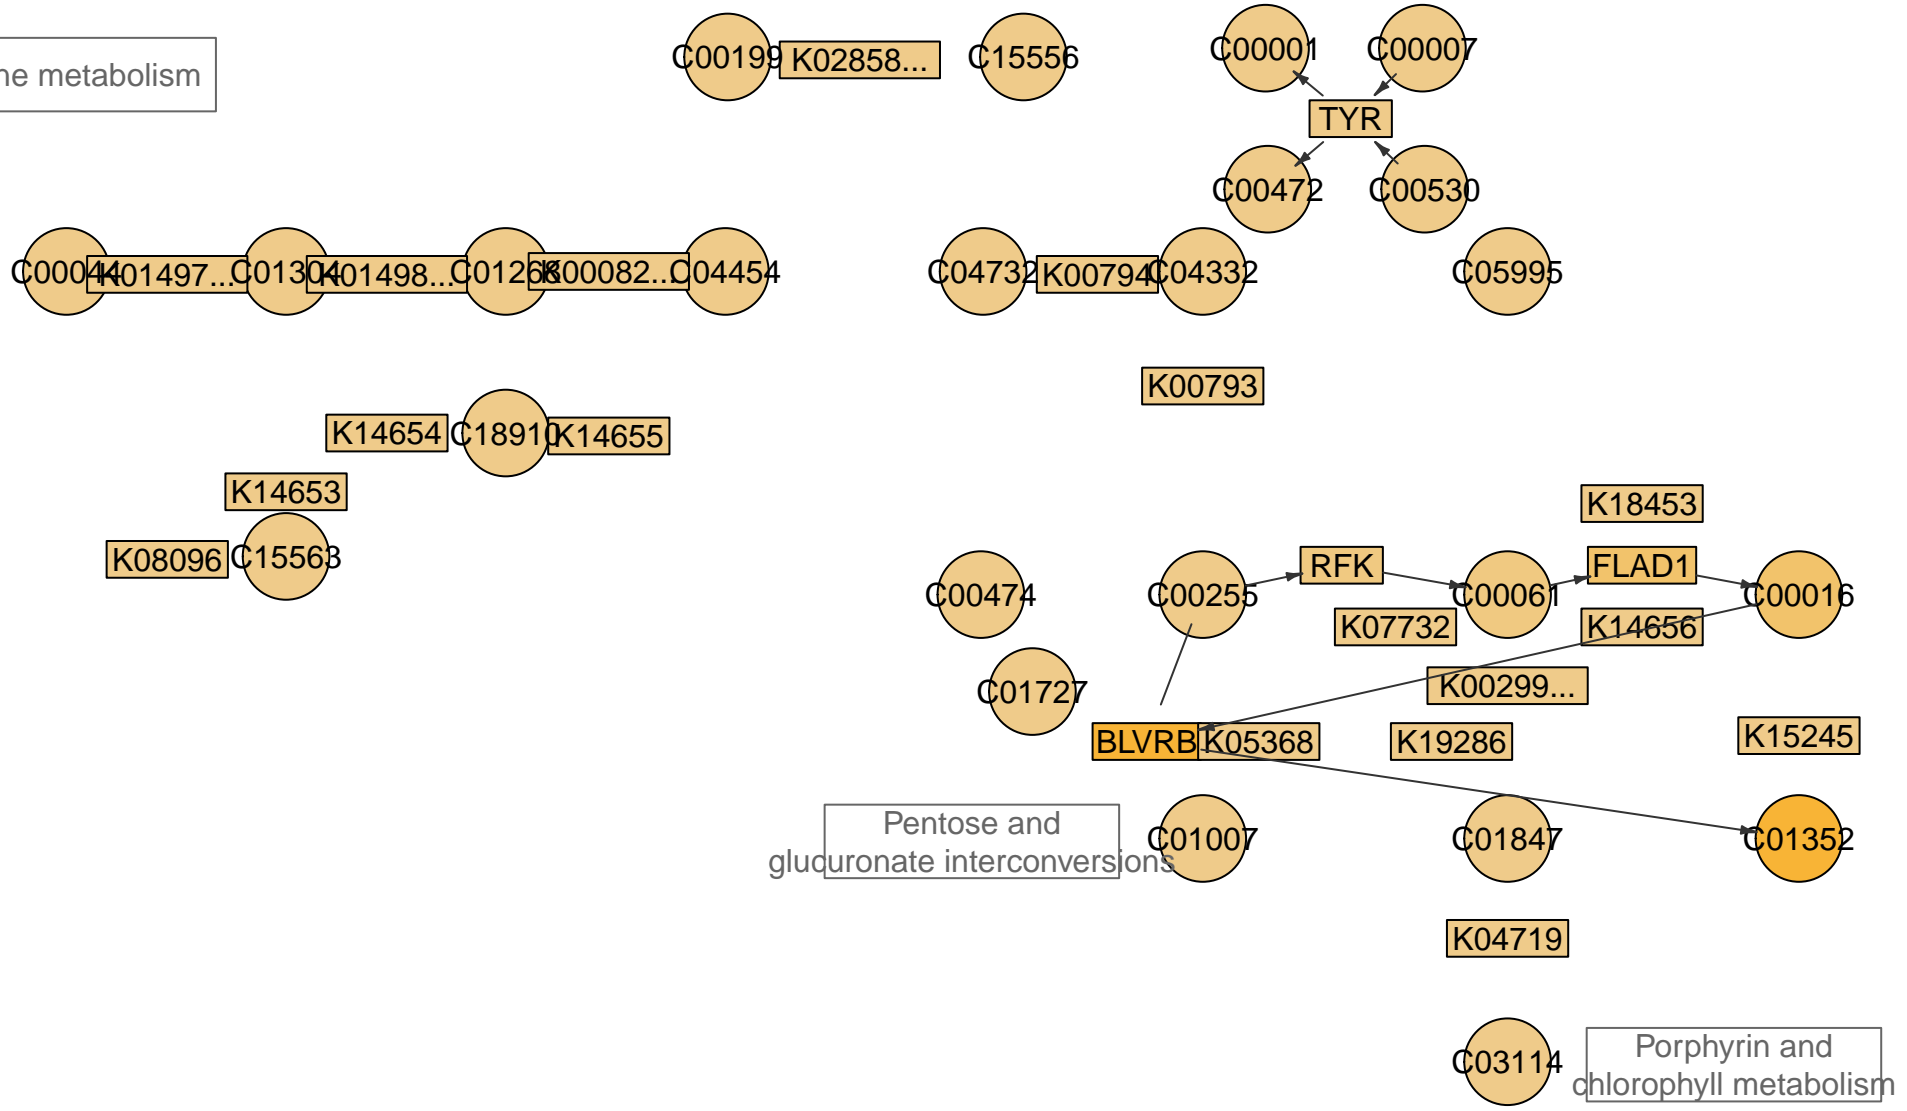 ne metabolism
C00199
K02858...
C15556
C00001
C00007
TYR
C00472
C00530
C00044
K01497...
C01304
K01498...
C01268
K00082...
C04454
C04732
K00794
C04332
C05995
K00793
K14654
C18910
K14655
K14653
K08096
C15563
K18453
C00474
C00255
RFK
C00061
FLAD1
C00016
K07732
K14656
C01727
K00299...
BLVRB
K05368
K19286
K15245
Pentose and
glucuronate interconversions
C01007
C01847
C01352
K04719
C03114
Porphyrin and
chlorophyll metabolism